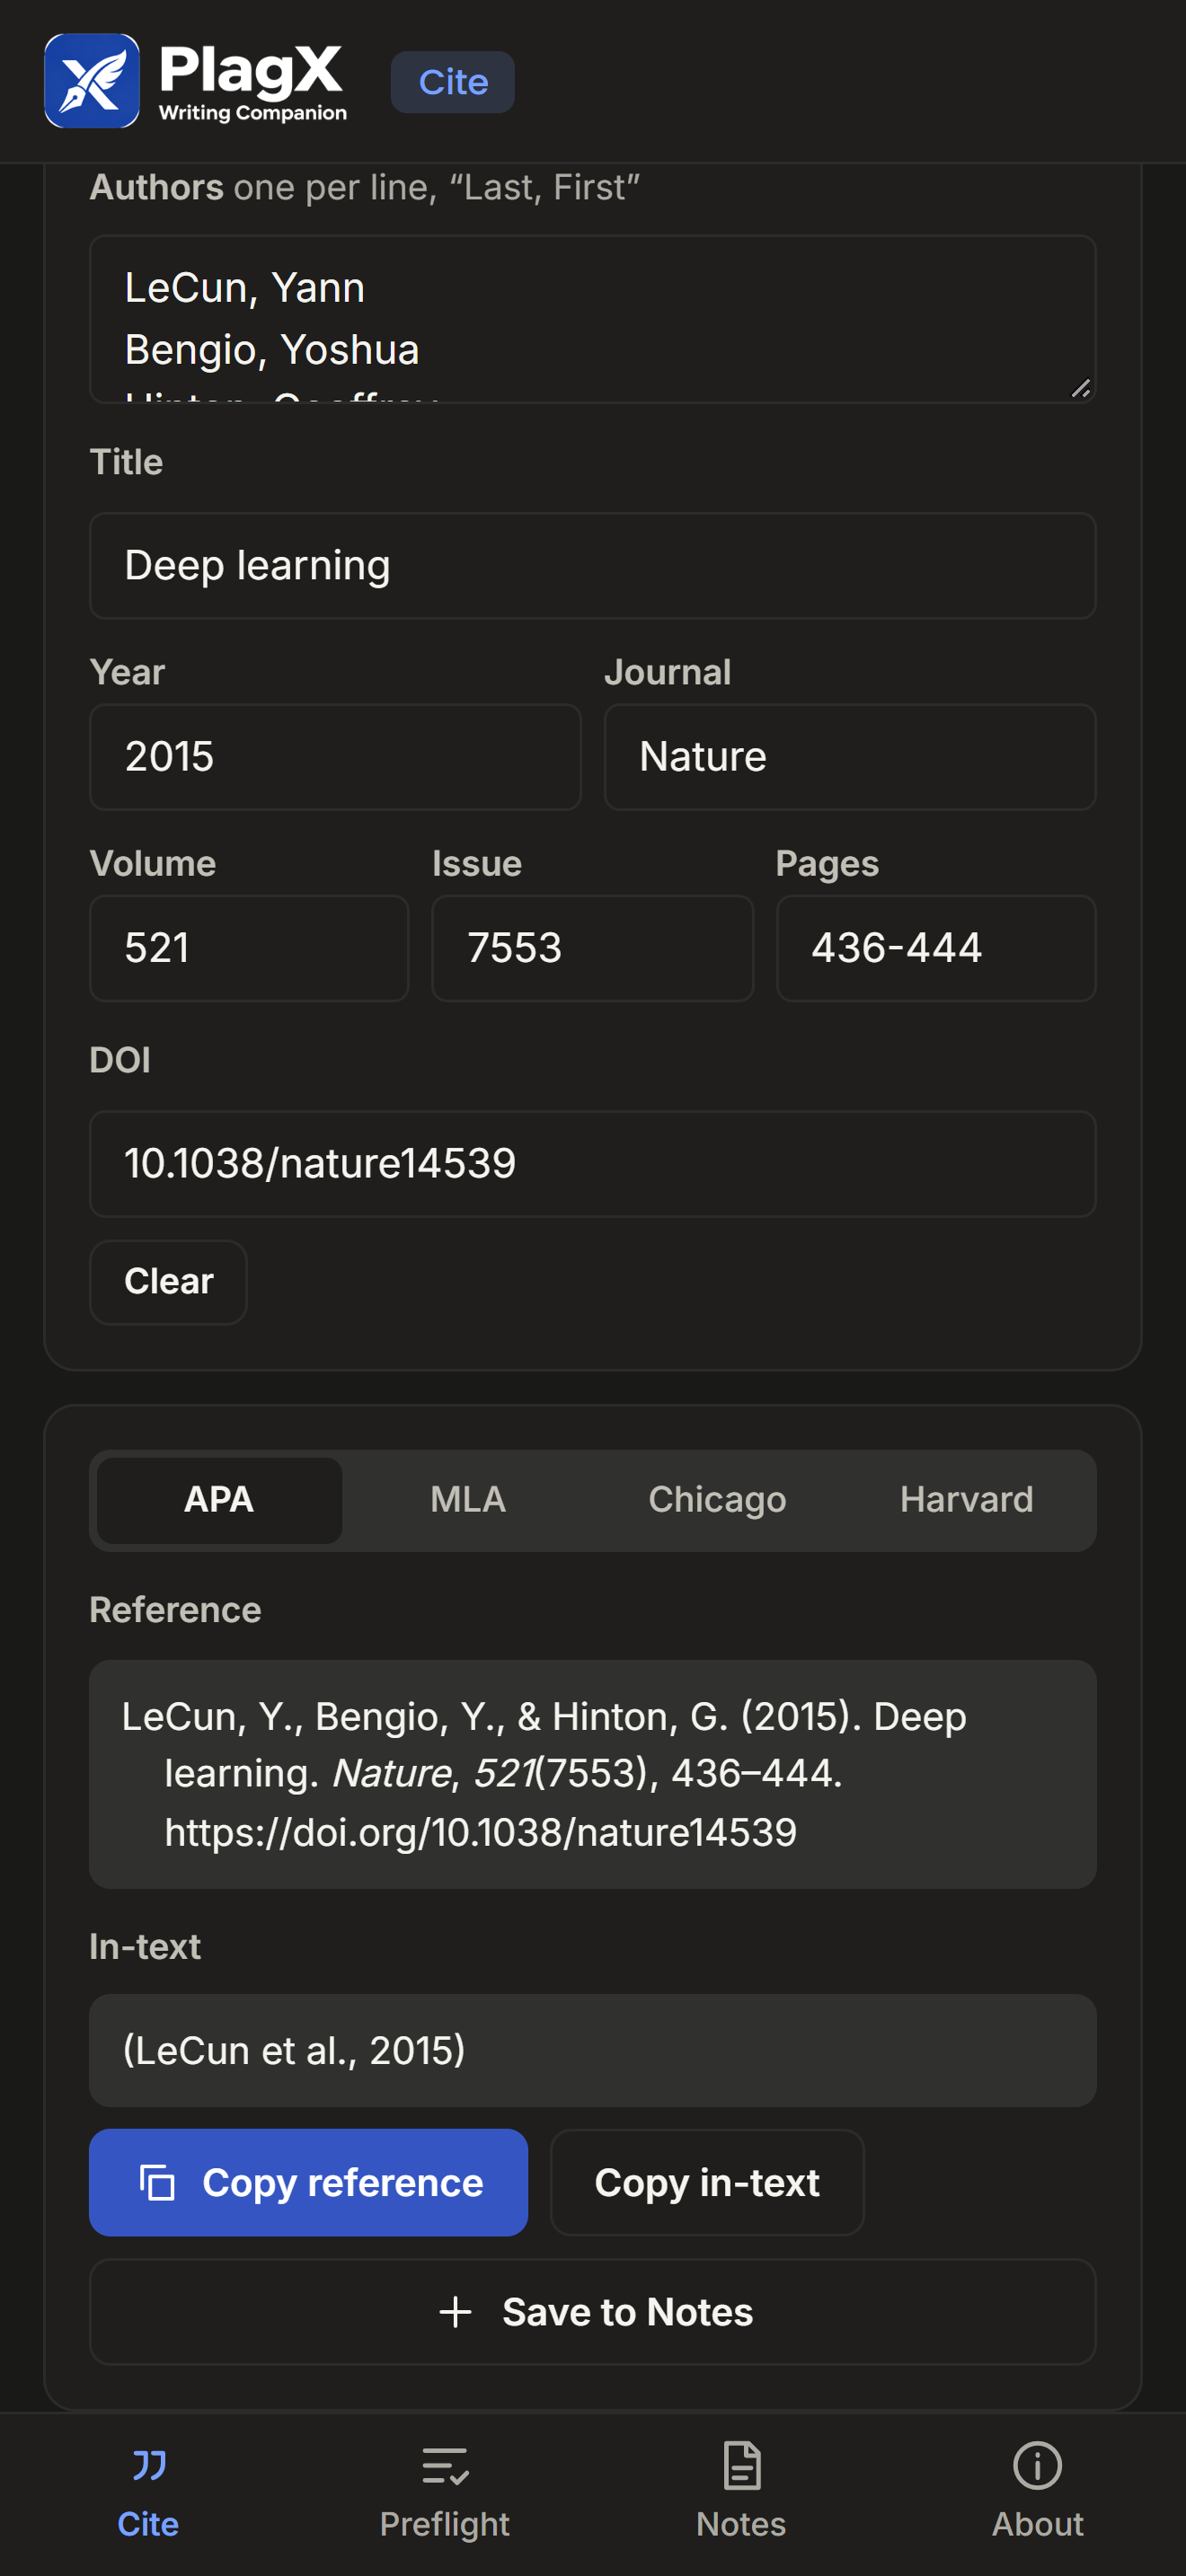 PlagX
Writing Companion
Cite
Authors one per line, “Last, First”
LeCun, Yann
Bengio, Yoshua
Hinton, Geoffrey
Title
Deep learning
Year
Journal
2015
Nature
Volume
Issue
Pages
521
7553
436-444
DOI
10.1038/nature14539
Clear
APA
MLA
Chicago
Harvard
Reference
LeCun, Y., Bengio, Y., & Hinton, G. (2015). Deep
learning. Nature, 521(7553), 436–444.
https://doi.org/10.1038/nature14539
In-text
(LeCun et al., 2015)
Copy reference
Copy in-text
Save to Notes
Cite
Preflight
Notes
About